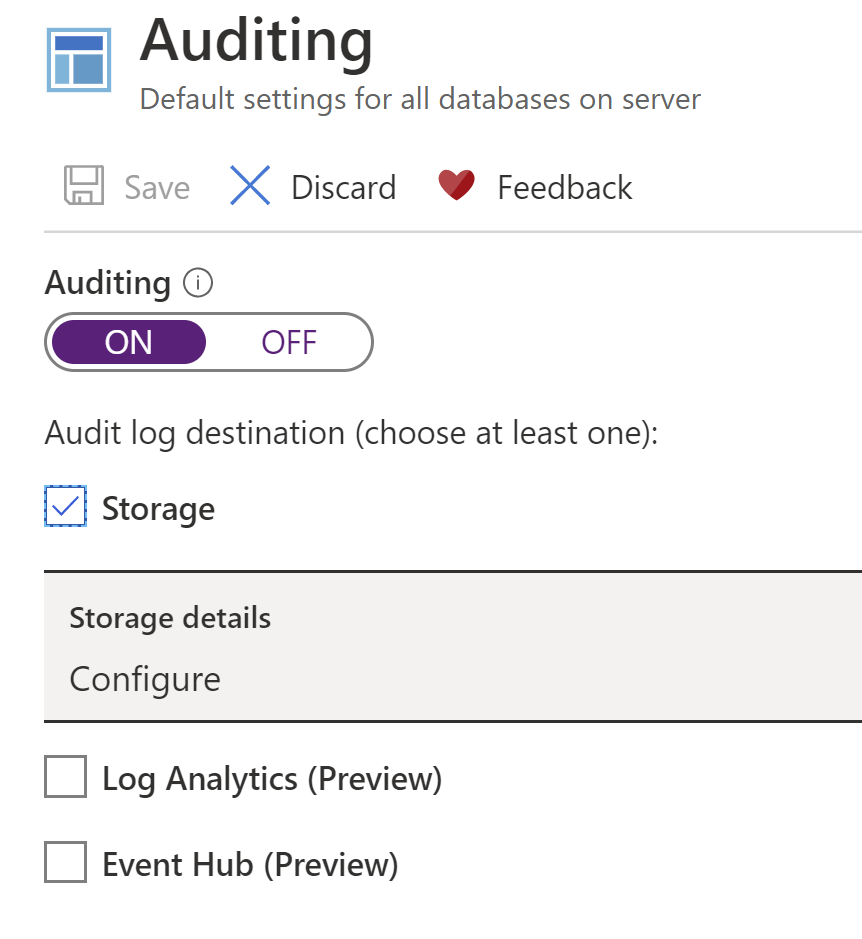 Auditing
Default settings for all databases on server
Save Discard Feedback
Auditing
ON OFF
Audit log destination (choose at least one):
Storage
Storage details
Configure
Log Analytics (Preview)
Event Hub (Preview)